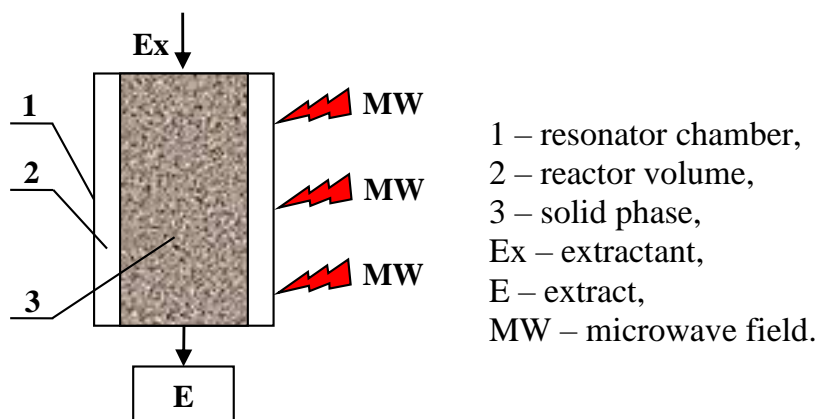 Ex
1
MW
2
MW
3
MW
E
1 – resonator chamber,
2 – reactor volume,
3 – solid phase,
Ex – extractant,
E – extract,
MW – microwave field.